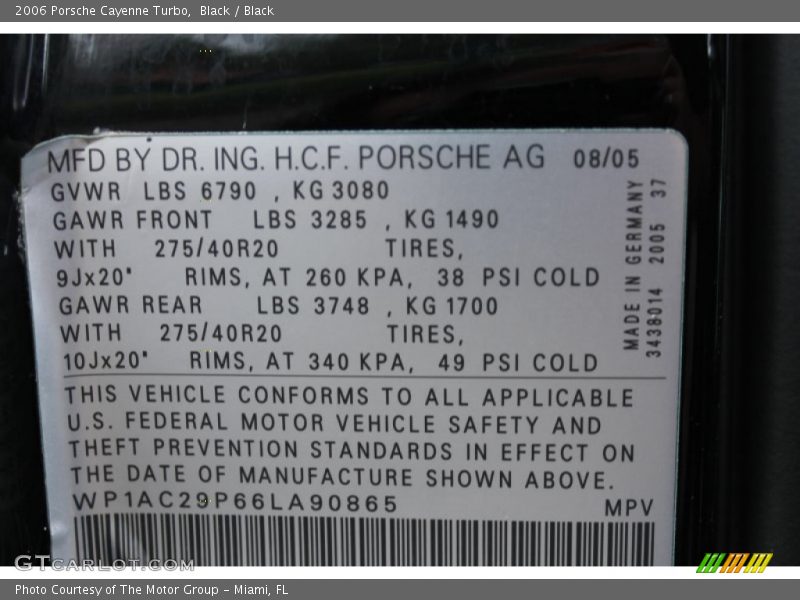 2006 Porsche Cayenne Turbo,  Black / Black
MFD BY DR. ING. H.C.F. PORSCHE AG 08/05
GVWR LBS 6790 , KG 3080
GAWR FRONT LBS 3285 , KG 1490
WITH 275/40R20 TIRES,
9Jx20" RIMS, AT 260 KPA, 38 PSI COLD
GAWR REAR LBS 3748 , KG 1700
WITH 275/40R20 TIRES,
10Jx20" RIMS, AT 340 KPA, 49 PSI COLD
MADE IN GERMANY 37
3438014 2005
THIS VEHICLE CONFORMS TO ALL APPLICABLE
U.S. FEDERAL MOTOR VEHICLE SAFETY AND
THEFT PREVENTION STANDARDS IN EFFECT ON
THE DATE OF MANUFACTURE SHOWN ABOVE.
WP1AC29P66LA90865 MPV
GTCARLOT.COM
Photo Courtesy of The Motor Group - Miami, FL